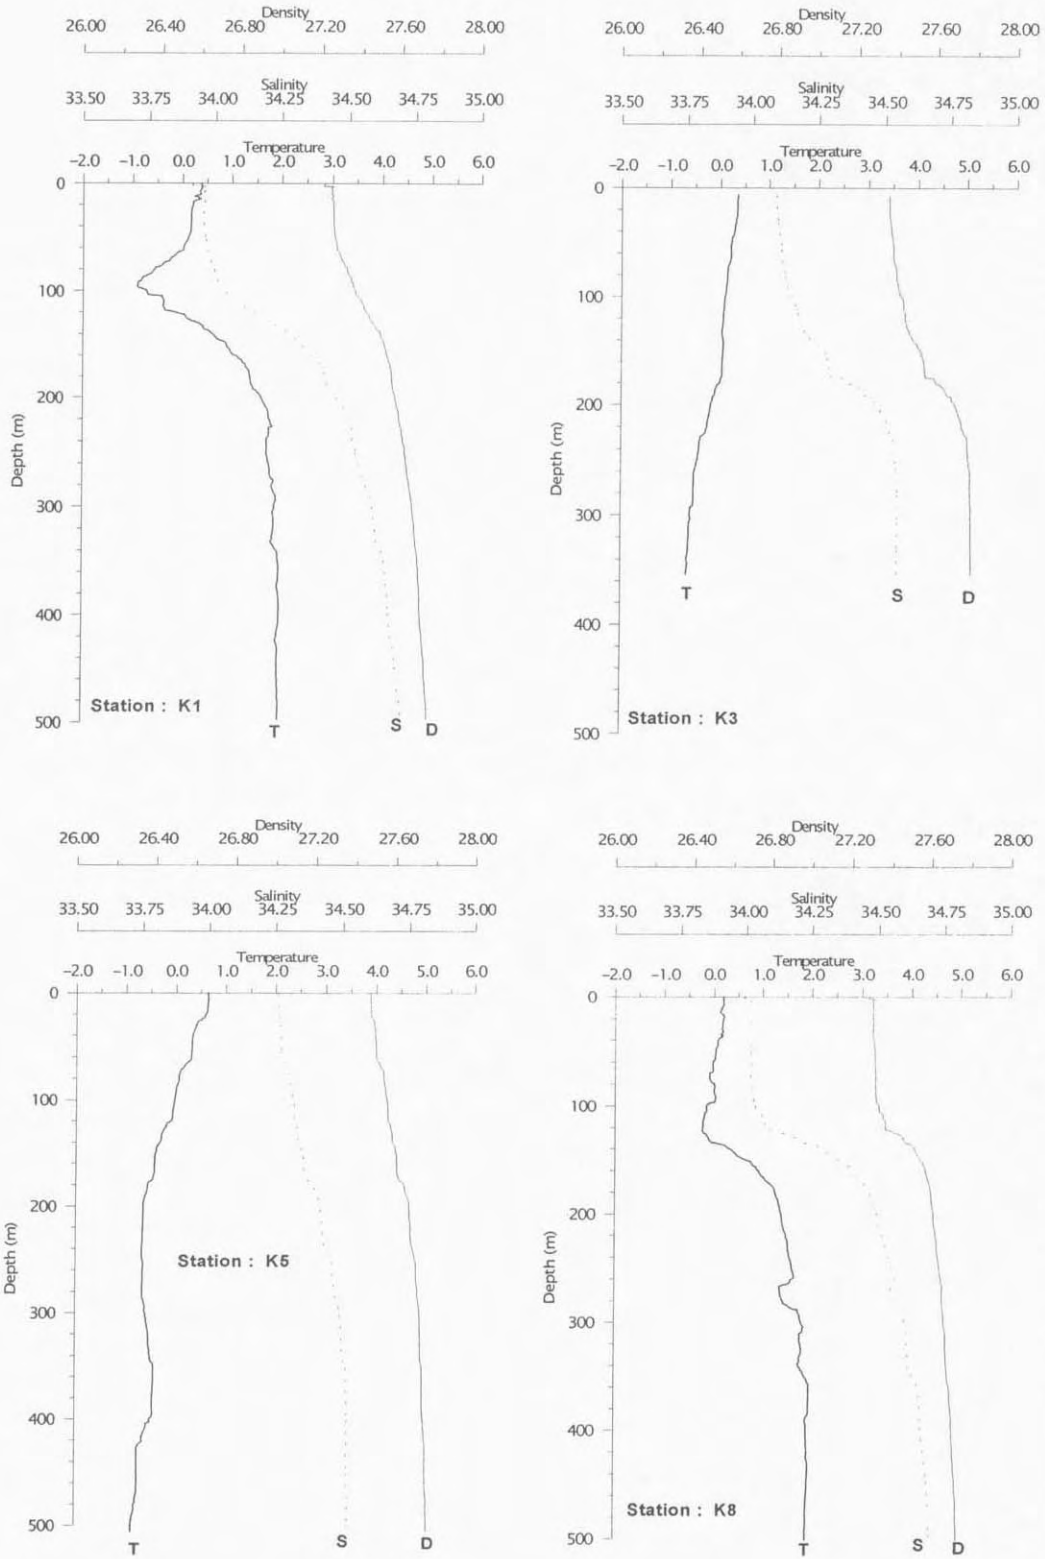 Density
26.00 26.40 26.80 27.20 27.60 28.00
Salinity
33.50 33.75 34.00 34.25 34.50 34.75 35.00
Temperature
-2.0 -1.0 0.0 1.0 2.0 3.0 4.0 5.0 6.0
0
100
200
300
400
500
Depth (m)
Station : K1
T S D
Density
26.00 26.40 26.80 27.20 27.60 28.00
Salinity
33.50 33.75 34.00 34.25 34.50 34.75 35.00
Temperature
-2.0 -1.0 0.0 1.0 2.0 3.0 4.0 5.0 6.0
0
100
200
300
400
500
Depth (m)
T S D
Station : K3
Density
26.00 26.40 26.80 27.20 27.60 28.00
Salinity
33.50 33.75 34.00 34.25 34.50 34.75 35.00
Temperature
-2.0 -1.0 0.0 1.0 2.0 3.0 4.0 5.0 6.0
0
100
200
300
400
500
Depth (m)
Station : K5
T S D
Density
26.00 26.40 26.80 27.20 27.60 28.00
Salinity
33.50 33.75 34.00 34.25 34.50 34.75 35.00
Temperature
-2.0 -1.0 0.0 1.0 2.0 3.0 4.0 5.0 6.0
0
100
200
300
400
500
Depth (m)
Station : K8
T S D